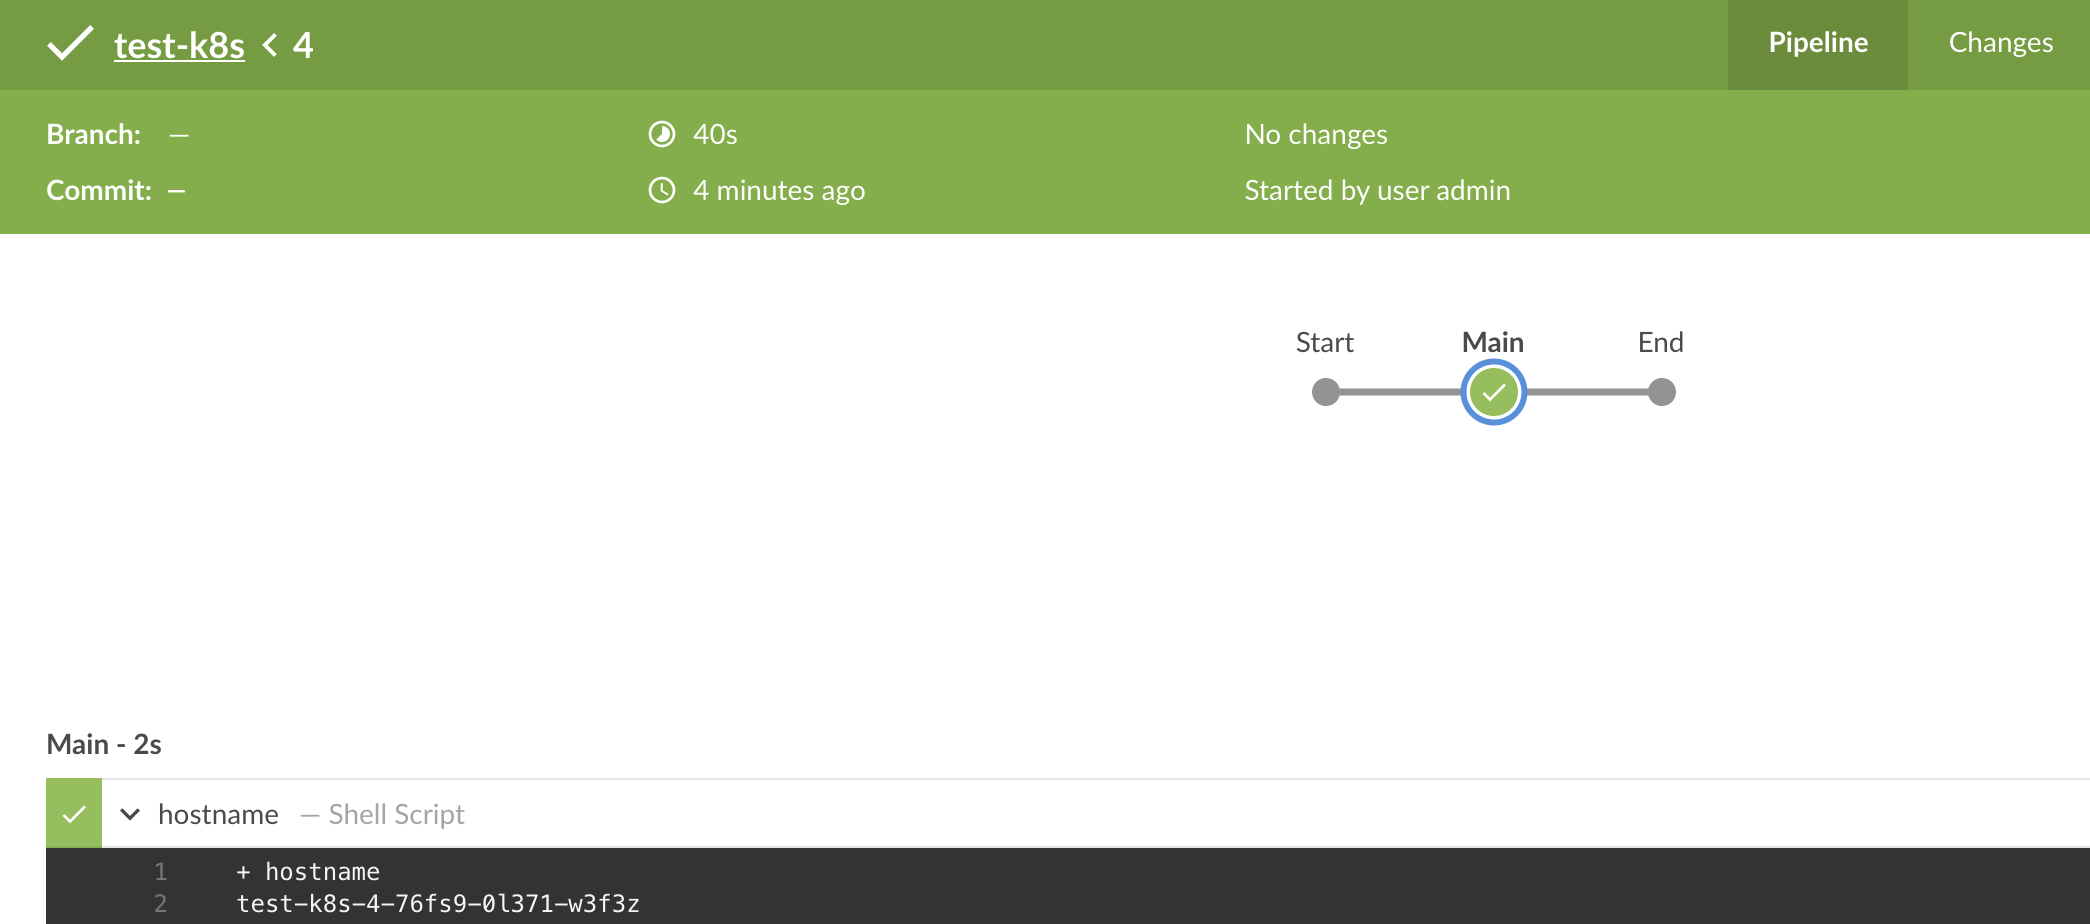 test-k8s < 4
Pipeline
Changes
Branch: —
40s
No changes
Commit: —
4 minutes ago
Started by user admin
Start
Main
End
Main - 2s
hostname — Shell Script
1 + hostname
2 test-k8s-4-76fs9-0l371-w3f3z